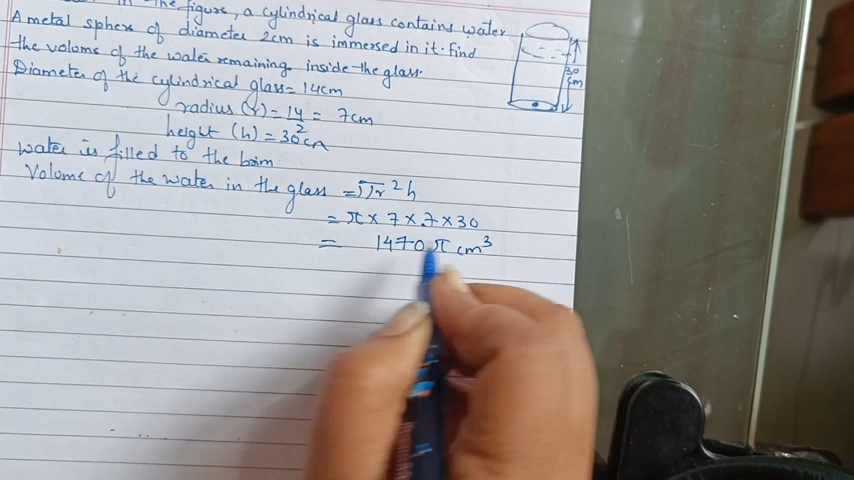 In the figure, a cylindrical glass contains water
A metal sphere of diameter 2cm is immersed in it. Find
the volume of the water remaining inside the glass.
Diameter of the cylindrical glass = 14cm
radius (r) = 14/2 = 7cm
height (h) = 30 cm
water is filled to the brim
Volume of the water in the glass = πr²h
= π × 7 × 7 × 30
= 1470 π cm³
30
cm